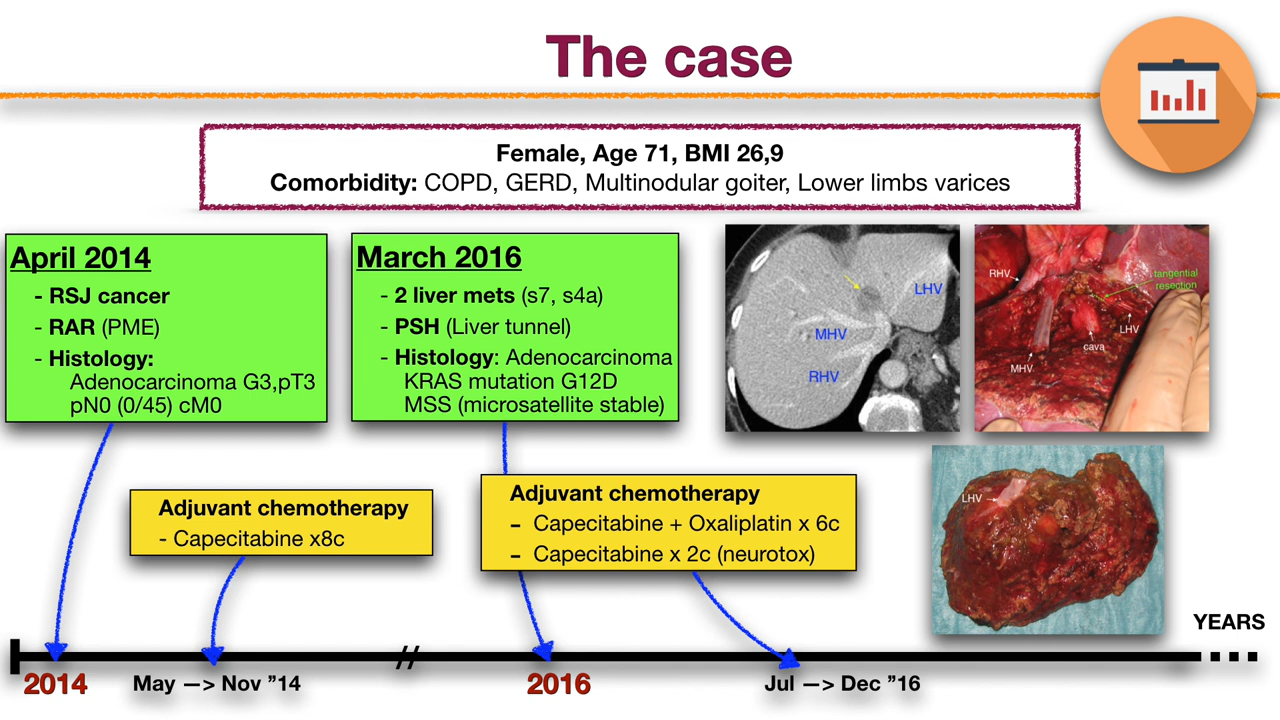 The case
Female, Age 71, BMI 26,9
Comorbidity: COPD, GERD, Multinodular goiter, Lower limbs varices
April 2014
- RSJ cancer
- RAR (PME)
- Histology:
Adenocarcinoma G3,pT3
pN0 (0/45) cM0
March 2016
- 2 liver mets (s7, s4a)
- PSH (Liver tunnel)
- Histology: Adenocarcinoma
KRAS mutation G12D
MSS (microsatellite stable)
LHV
MHV
RHV
RHV
tangential
resection
LHV
cava
MHV
LHV
Adjuvant chemotherapy
- Capecitabine x8c
Adjuvant chemotherapy
– Capecitabine + Oxaliplatin x 6c
– Capecitabine x 2c (neurotox)
YEARS
//
2014
May —> Nov ”14
2016
Jul —> Dec ”16